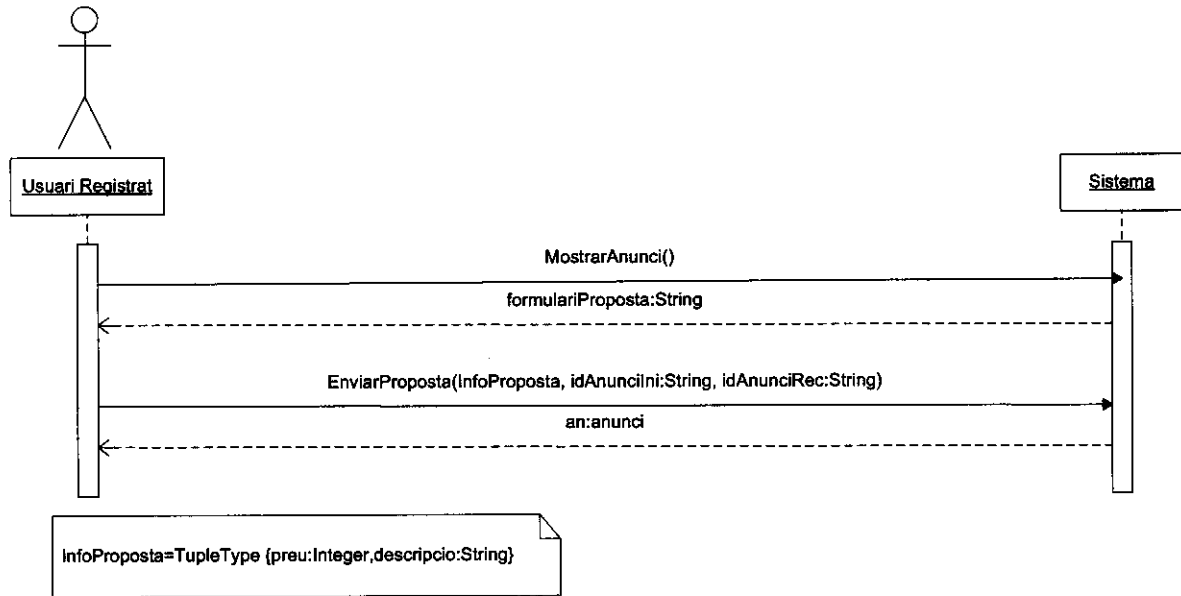 Usuari Registrat
Sistema
MostrarAnunci()
formulariProposta:String
EnviarProposta(InfoProposta, idAnunciIni:String, idAnunciRec:String)
an:anunci
InfoProposta=TupleType {preu:Integer,descripcio:String}